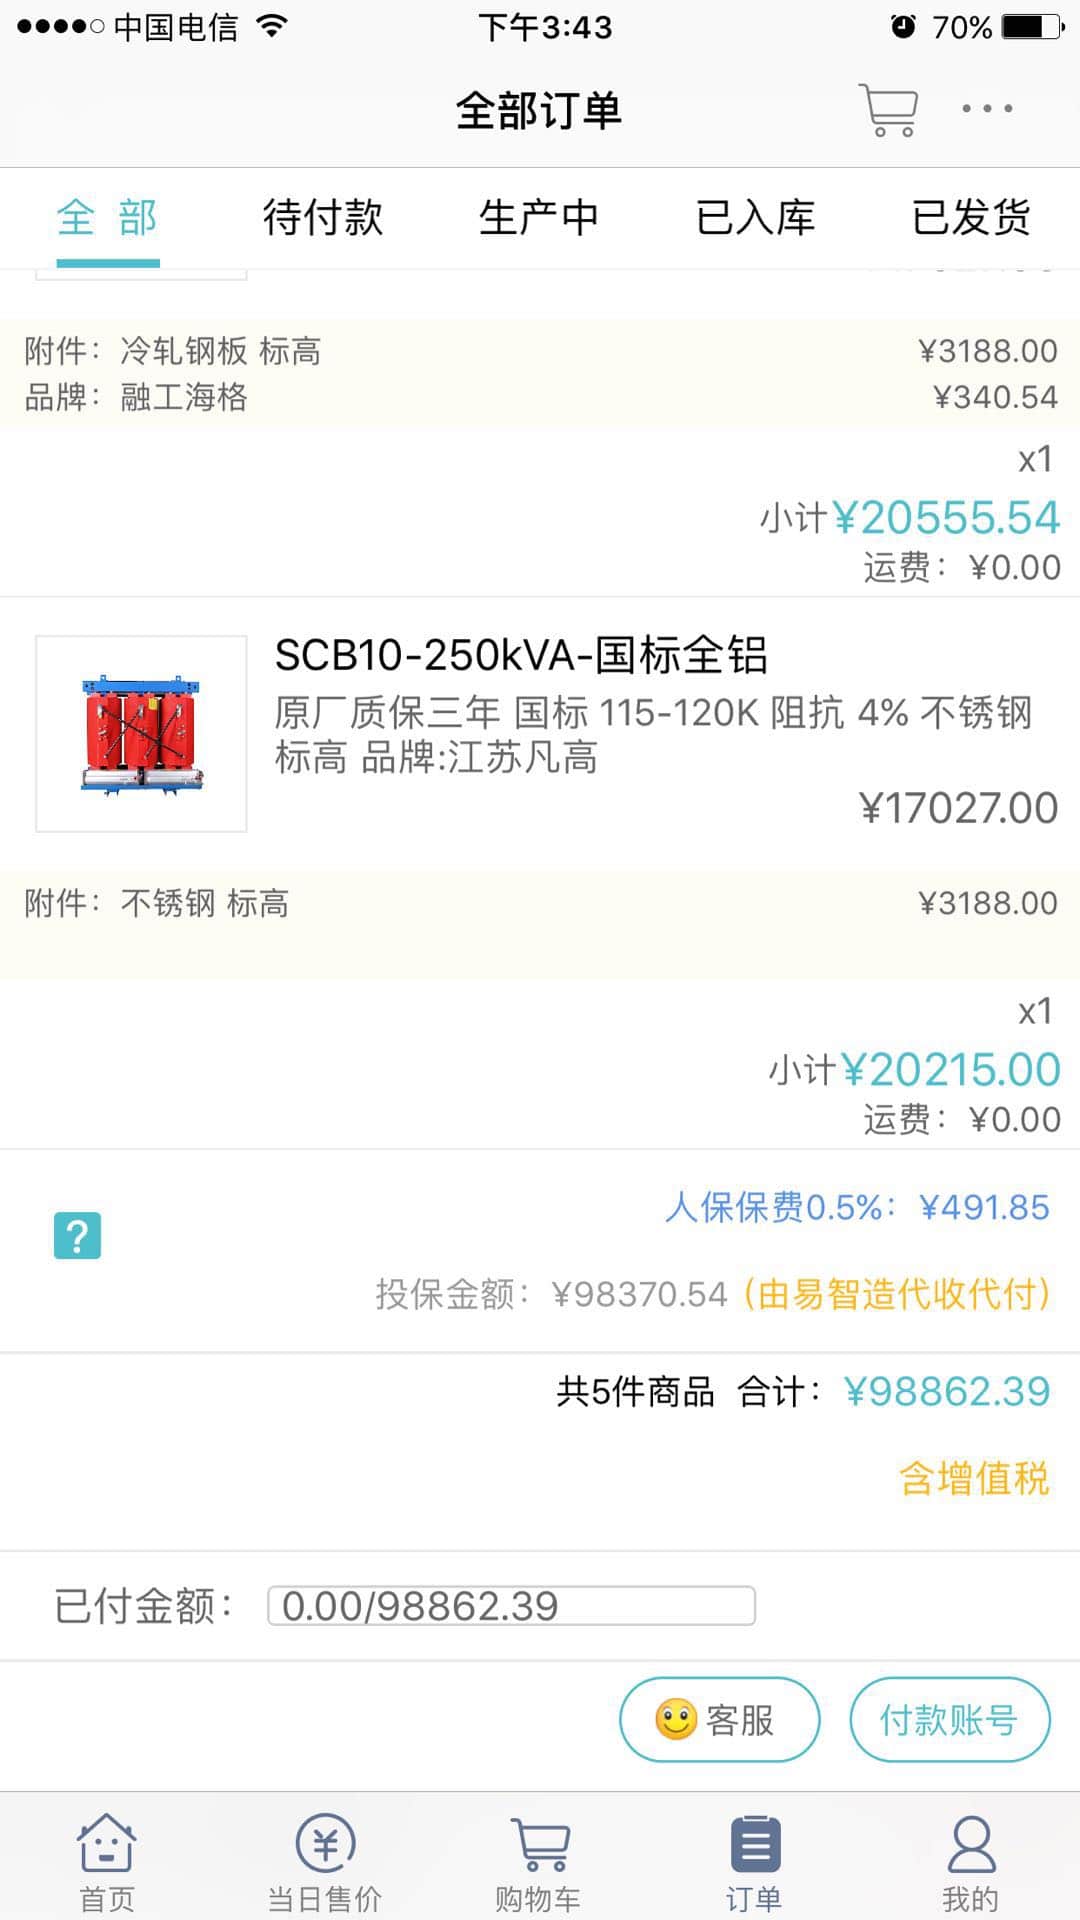 中国电信 下午3:43 70%
全部订单
全 部 待付款 生产中 已入库 已发货
附件：冷轧钢板 标高 ¥3188.00
品牌：融工海格 ¥340.54
x1
小计¥20555.54
运费：¥0.00
SCB10-250kVA-国标全铝
原厂质保三年 国标 115-120K 阻抗 4% 不锈钢
标高 品牌:江苏凡高
¥17027.00
附件：不锈钢 标高 ¥3188.00
x1
小计¥20215.00
运费：¥0.00
人保保费0.5%：¥491.85
?
投保金额：¥98370.54（由易智造代收代付）
共5件商品 合计：¥98862.39
含增值税
已付金额： 0.00/98862.39
客服 付款账号
首页 当日售价 购物车 订单 我的